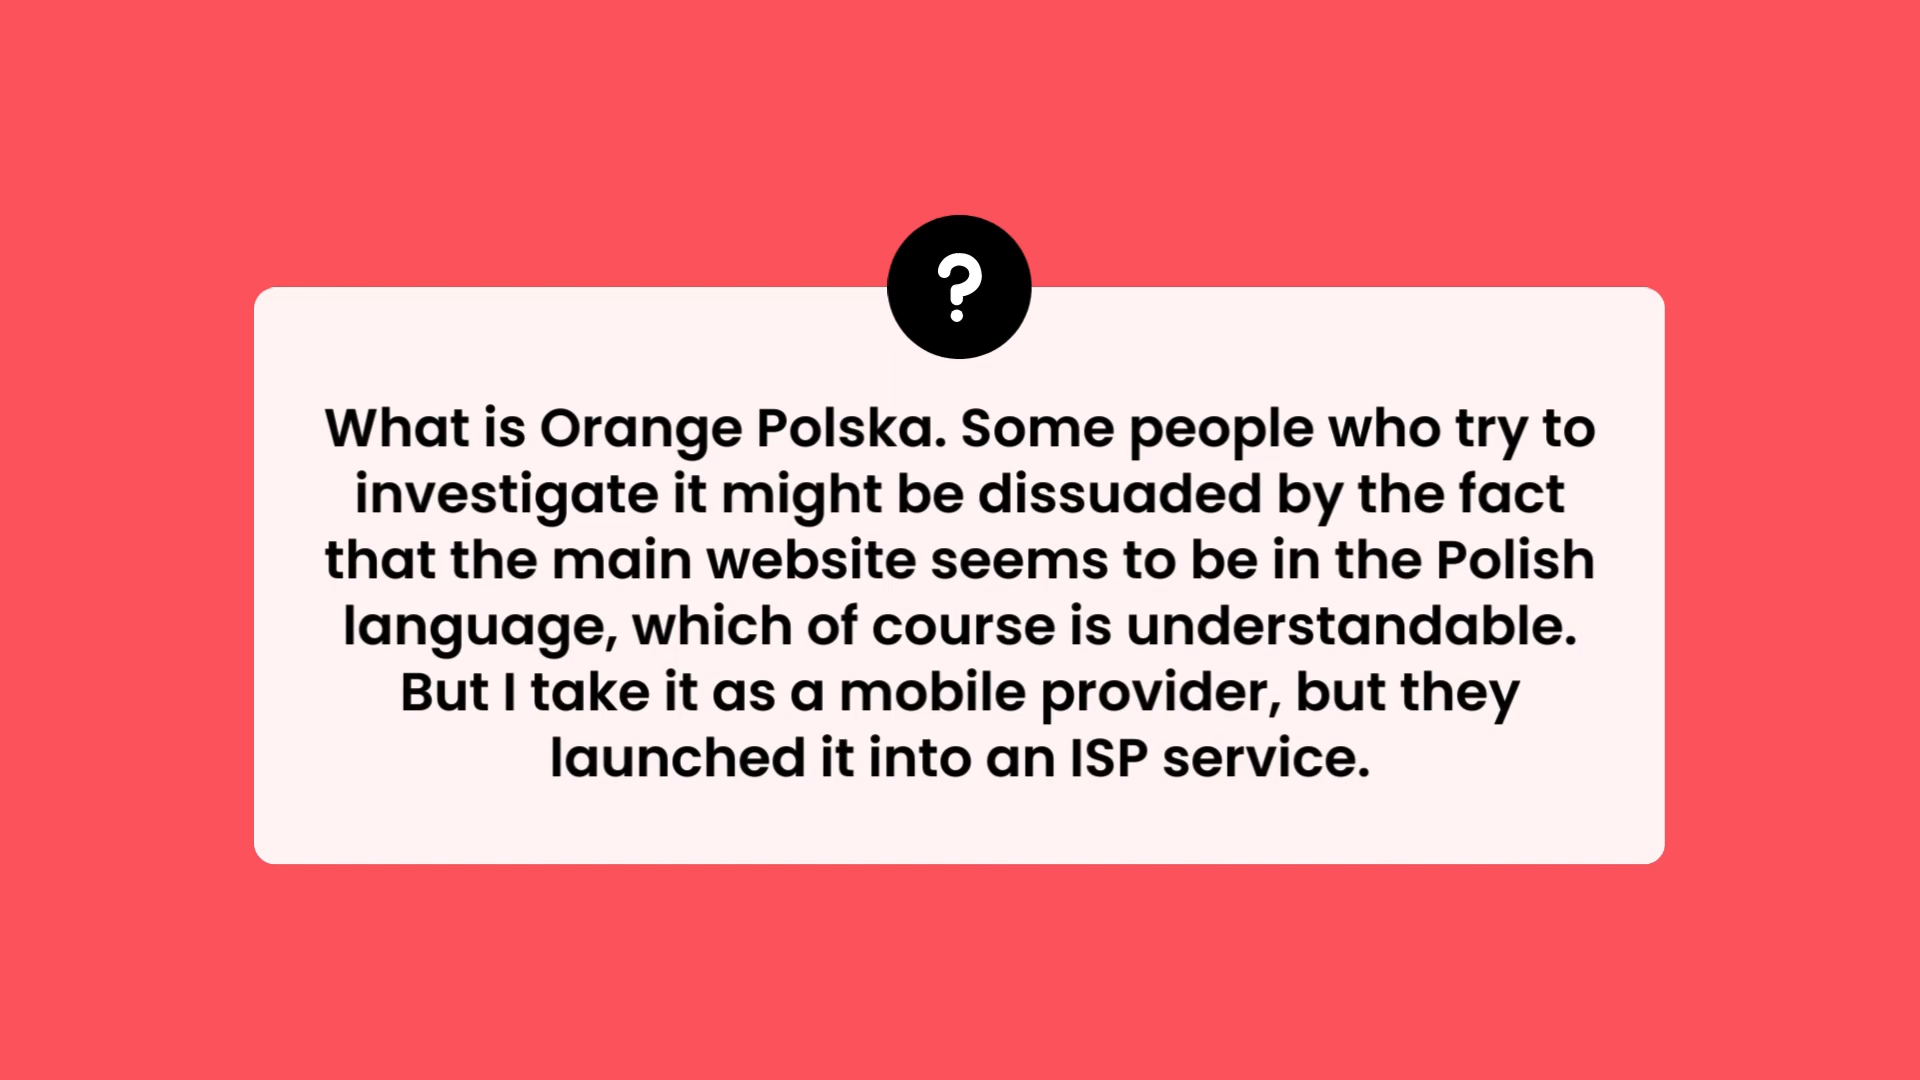 ?
What is Orange Polska. Some people who try to
investigate it might be dissuaded by the fact
that the main website seems to be in the Polish
language, which of course is understandable.
But I take it as a mobile provider, but they
launched it into an ISP service.